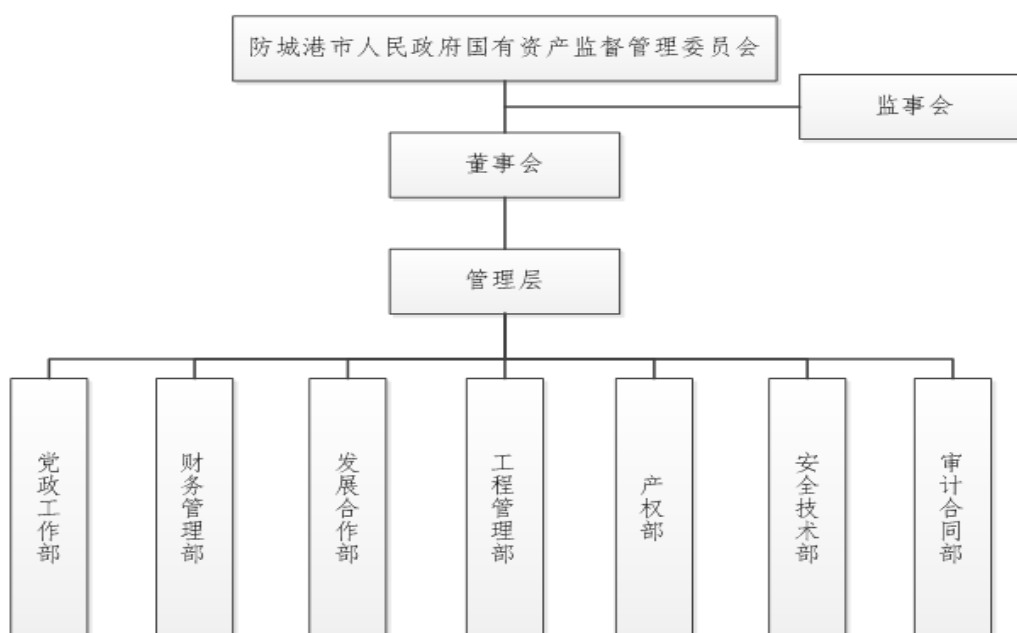 防城港市人民政府国有资产监督管理委员会
监事会
董事会
管理层
党政工作部
财务管理部
发展合作部
工程管理部
产权部
安全技术部
审计合同部